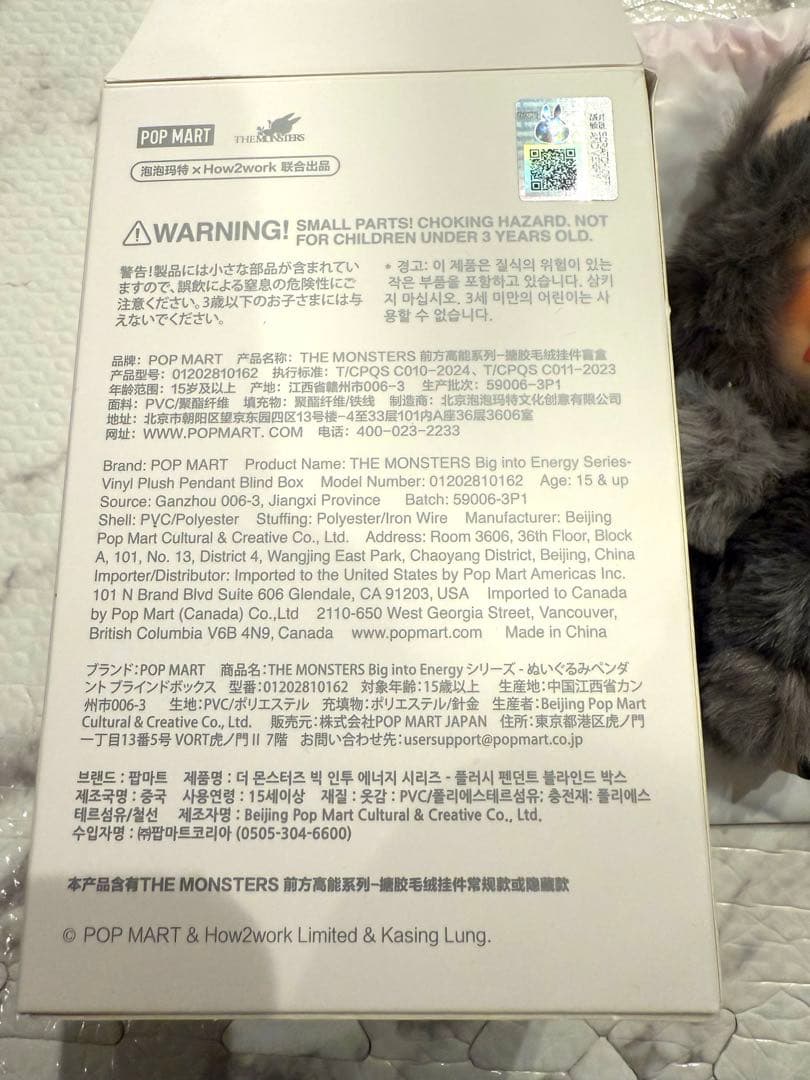 POP MART THE MONSTERS
泡泡玛特×How2work 联合出品
WARNING! SMALL PARTS! CHOKING HAZARD. NOT
FOR CHILDREN UNDER 3 YEARS OLD.
警告!製品には小さな部品が含まれてい
ますので、誤飲による窒息の危険性にご
注意ください。3歳以下のお子さまには与
えないでください。
* 경고: 이 제품은 질식의 위험이 있는
작은 부품을 포함하고 있습니다. 삼키
지 마십시오. 3세 미만의 어린이는 사
용할 수 없습니다.
品牌: POP MART 产品名称: THE MONSTERS 前方高能系列-搪胶毛绒挂件盲盒
产品型号: 01202810162 执行标准: T/CPQS C010-2024、T/CPQS C011-2023
年龄范围: 15岁及以上 产地: 江西省赣州市006-3 生产批次: 59006-3P1
面料: PVC/聚酯纤维 填充物: 聚酯纤维/铁线 制造商: 北京泡泡玛特文化创意有限公司
地址: 北京市朝阳区望京东园四区13号楼-4至33层101内A座36层3606室
网址: WWW.POPMART.COM 电话: 400-023-2233
Brand: POP MART Product Name: THE MONSTERS Big into Energy Series-
Vinyl Plush Pendant Blind Box Model Number: 01202810162 Age: 15 & up
Source: Ganzhou 006-3, Jiangxi Province Batch: 59006-3P1
Shell: PVC/Polyester Stuffing: Polyester/Iron Wire Manufacturer: Beijing
Pop Mart Cultural & Creative Co., Ltd. Address: Room 3606, 36th Floor, Block
A, 101, No. 13, District 4, Wangjing East Park, Chaoyang District, Beijing, China
Importer/Distributor: Imported to the United States by Pop Mart Americas Inc.
101 N Brand Blvd Suite 606 Glendale, CA 91203, USA Imported to Canada
by Pop Mart (Canada) Co.,Ltd 2110-650 West Georgia Street, Vancouver,
British Columbia V6B 4N9, Canada www.popmart.com Made in China
ブランド:POP MART 商品名:THE MONSTERS Big into Energy シリーズ - ぬいぐるみペンダ
ント ブラインドボックス 型番:01202810162 対象年齢:15歳以上 生産地:中国江西省カン
州市006-3 生地:PVC/ポリエステル 充填物:ポリエステル/針金 生産者:Beijing Pop Mart
Cultural & Creative Co., Ltd. 販売元:株式会社POP MART JAPAN 住所:東京都港区虎ノ門
一丁目13番5号 VORT虎ノ門Ⅱ 7階 お問い合わせ先:usersupport@popmart.co.jp
브랜드 : 팝마트 제품명 : 더 몬스터즈 빅 인투 에너지 시리즈 - 플러시 펜던트 블라인드 박스
제조국명 : 중국 사용연령 : 15세이상 재질 : 옷감 : PVC/폴리에스테르섬유; 충전재: 폴리에스
테르섬유/철선 제조자명 : Beijing Pop Mart Cultural & Creative Co., Ltd.
수입자명 : ㈜팝마트코리아 (0505-304-6600)
本产品含有THE MONSTERS 前方高能系列-搪胶毛绒挂件常规款或隐藏款
© POP MART & How2work Limited & Kasing Lung.